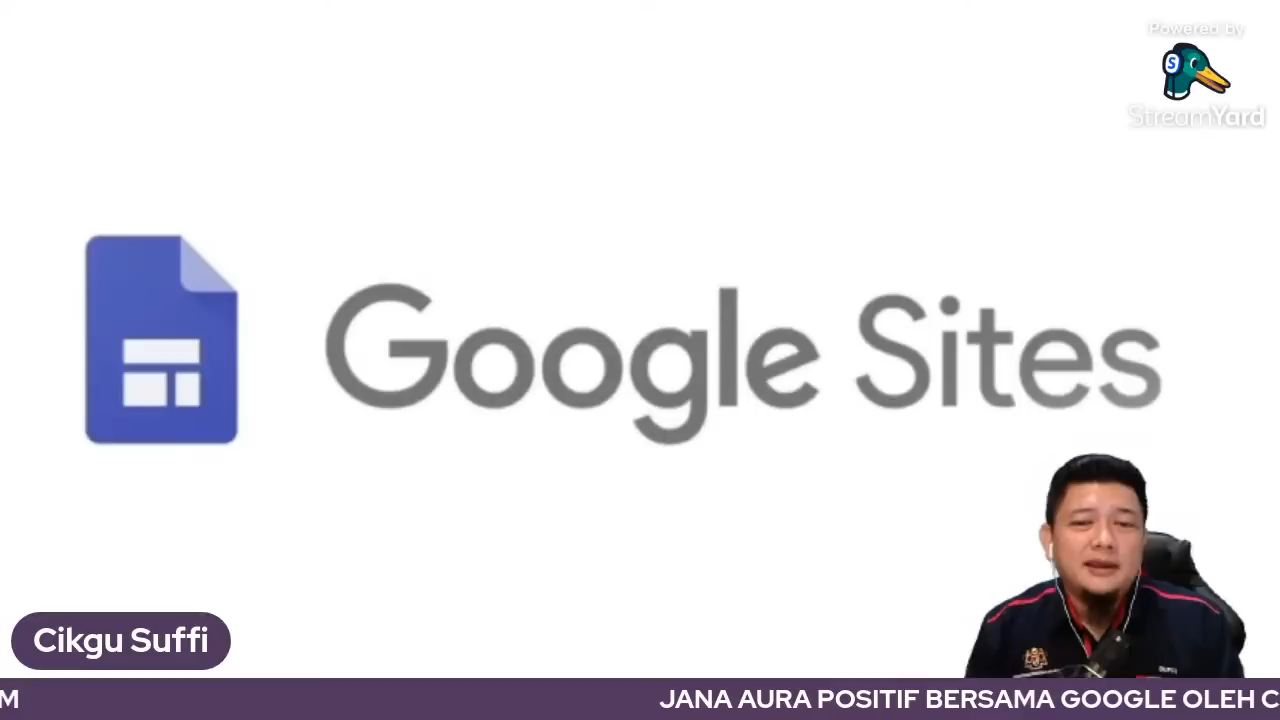 Powered by
S
StreamYard
Google Sites
Cikgu Suffi
M
JANA AURA POSITIF BERSAMA GOOGLE OLEH C